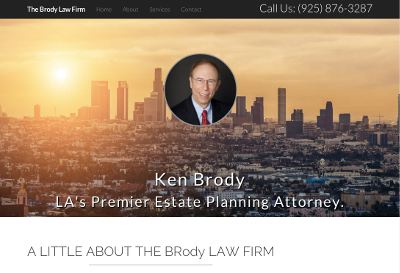 The Brody Law Firm Home About Services Contact Call Us: (925) 876-3287
Ken Brody
LA's Premier Estate Planning Attorney.
A LITTLE ABOUT THE BRody LAW FIRM